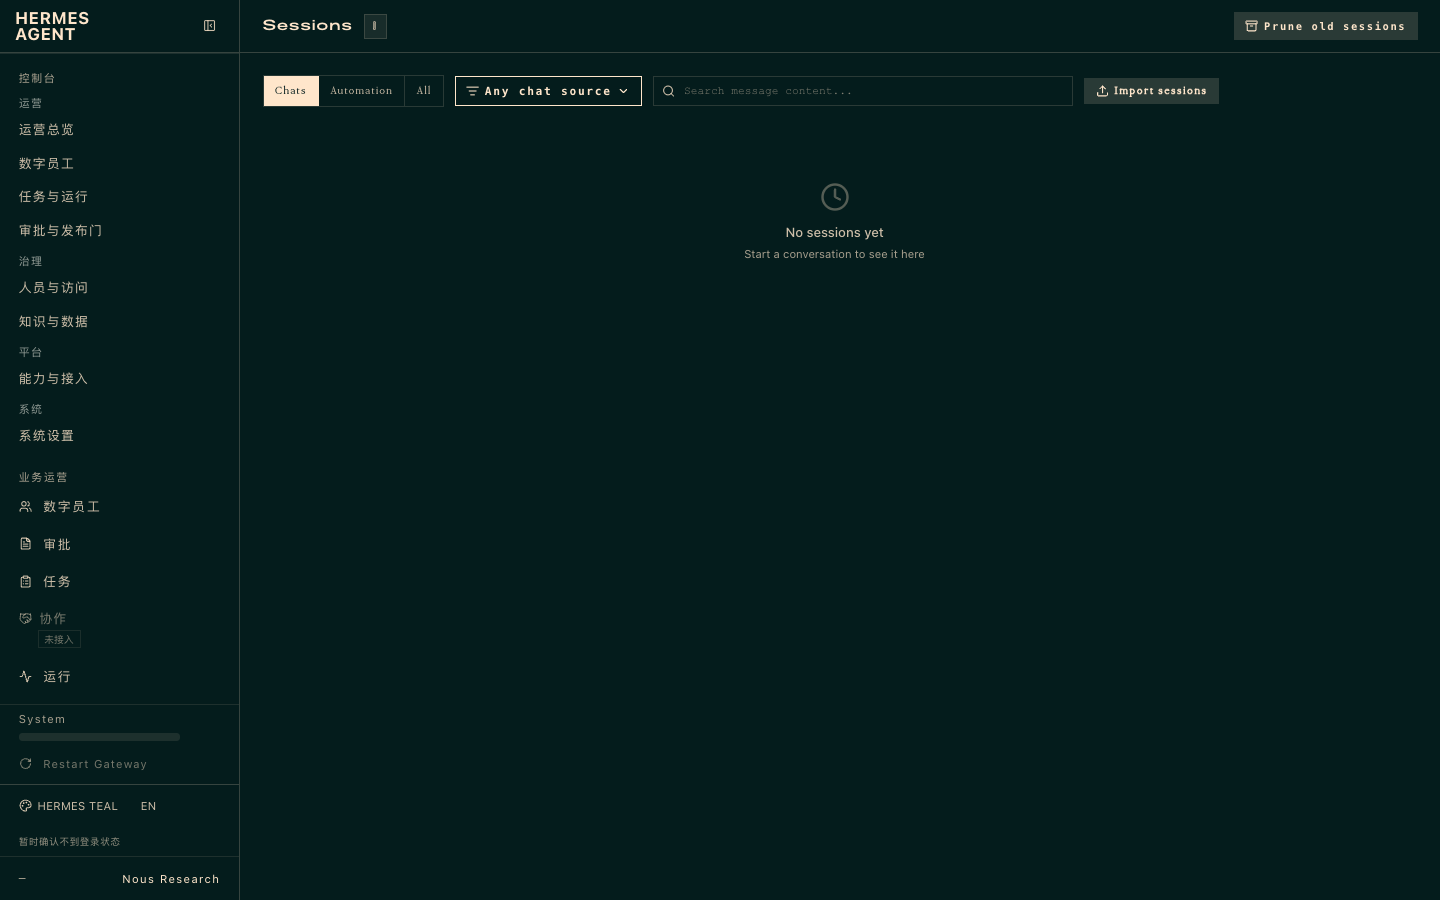 HERMES
AGENT
Sessions
Prune old sessions
控制台
运营
运营总览
数字员工
任务与运行
审批与发布门
治理
人员与访问
知识与数据
平台
能力与接入
系统
系统设置
业务运营
数字员工
审批
任务
协作
未接入
运行
System
Restart Gateway
HERMES TEAL EN
暂时确认不到登录状态
— Nous Research
Chats Automation All Any chat source Search message content... Import sessions
No sessions yet
Start a conversation to see it here